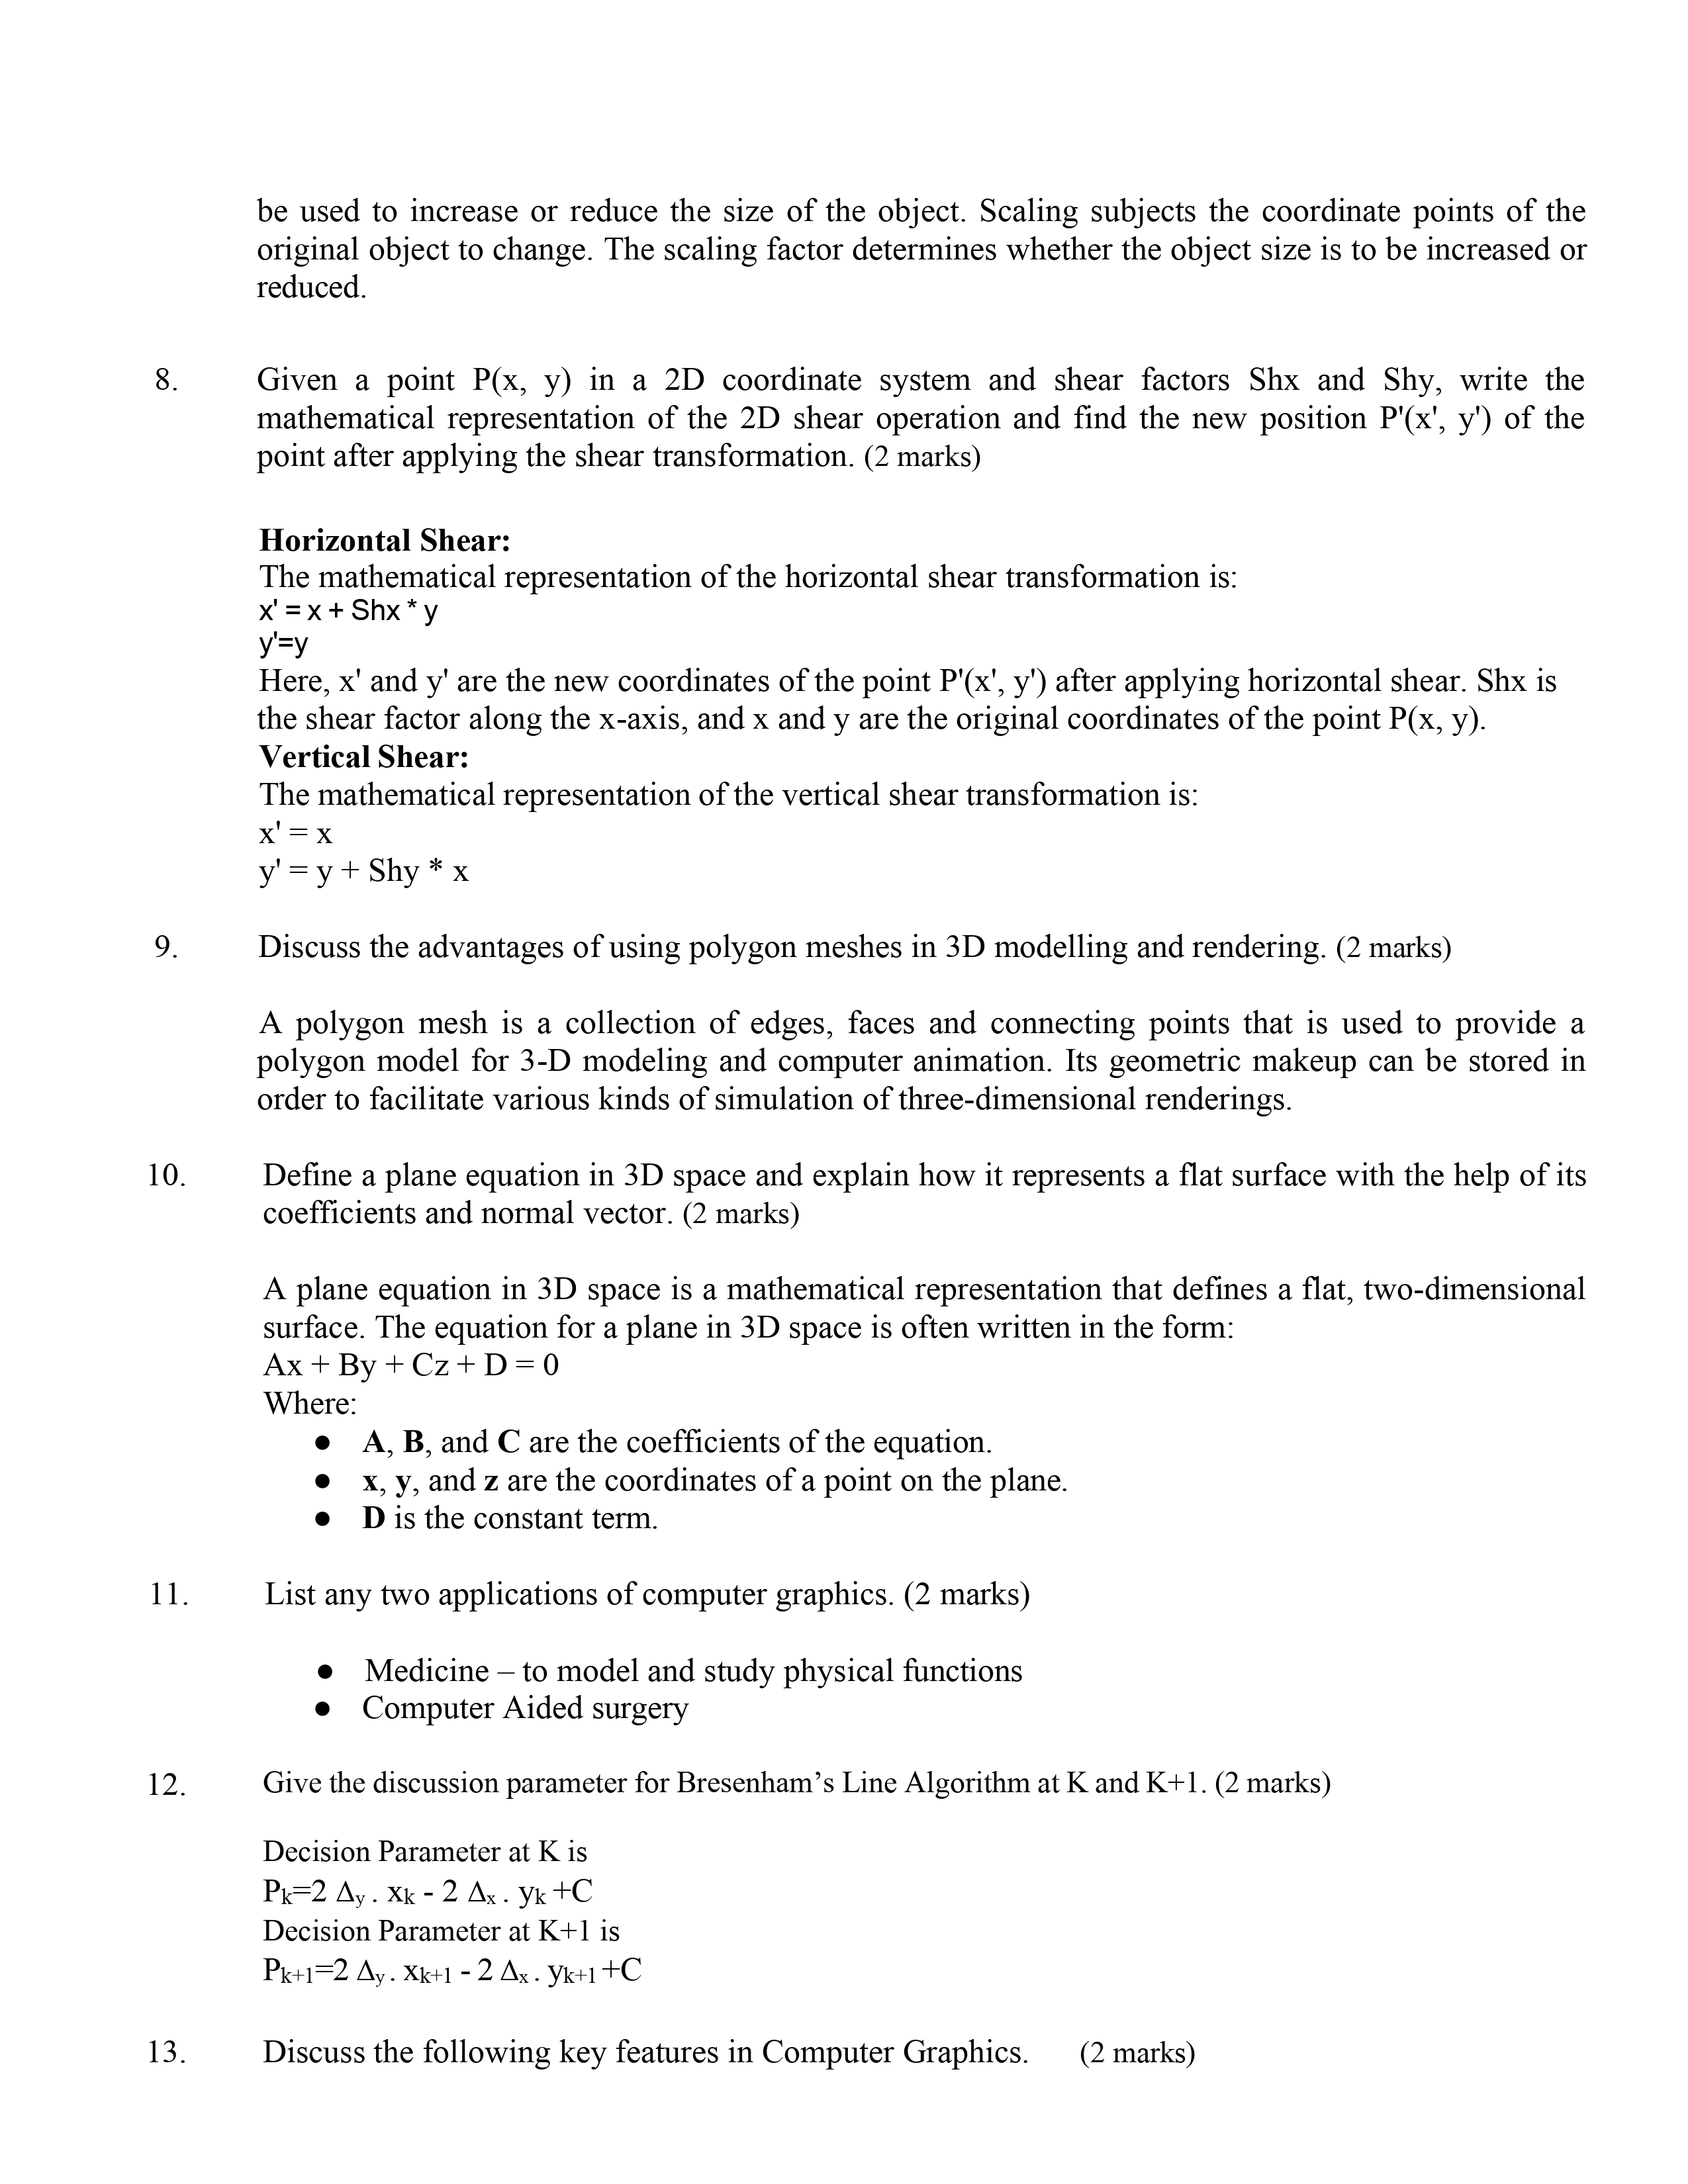 be used to increase or reduce the size of the object. Scaling subjects the coordinate points of the
original object to change. The scaling factor determines whether the object size is to be increased or
reduced.
8. Given a point P(x, y) in a 2D coordinate system and shear factors Shx and Shy, write the
mathematical representation of the 2D shear operation and find the new position P'(x', y') of the
point after applying the shear transformation. (2 marks)
Horizontal Shear:
The mathematical representation of the horizontal shear transformation is:
x' = x + Shx * y
y'=y
Here, x' and y' are the new coordinates of the point P'(x', y') after applying horizontal shear. Shx is
the shear factor along the x-axis, and x and y are the original coordinates of the point P(x, y).
Vertical Shear:
The mathematical representation of the vertical shear transformation is:
x' = x
y' = y + Shy * x
9. Discuss the advantages of using polygon meshes in 3D modelling and rendering. (2 marks)
A polygon mesh is a collection of edges, faces and connecting points that is used to provide a
polygon model for 3-D modeling and computer animation. Its geometric makeup can be stored in
order to facilitate various kinds of simulation of three-dimensional renderings.
10. Define a plane equation in 3D space and explain how it represents a flat surface with the help of its
coefficients and normal vector. (2 marks)
A plane equation in 3D space is a mathematical representation that defines a flat, two-dimensional
surface. The equation for a plane in 3D space is often written in the form:
Ax + By + Cz + D = 0
Where:
● A, B, and C are the coefficients of the equation.
● x, y, and z are the coordinates of a point on the plane.
● D is the constant term.
11. List any two applications of computer graphics. (2 marks)
● Medicine – to model and study physical functions
● Computer Aided surgery
12. Give the discussion parameter for Bresenham’s Line Algorithm at K and K+1. (2 marks)
Decision Parameter at K is
Pk=2 Δy . xk - 2 Δx . yk +C
Decision Parameter at K+1 is
Pk+1=2 Δy . xk+1 - 2 Δx . yk+1 +C
13. Discuss the following key features in Computer Graphics. (2 marks)